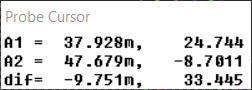 Probe Cursor
A1 = 37.928m, 24.744
A2 = 47.679m, -8.7011
dif= -9.751m, 33.445